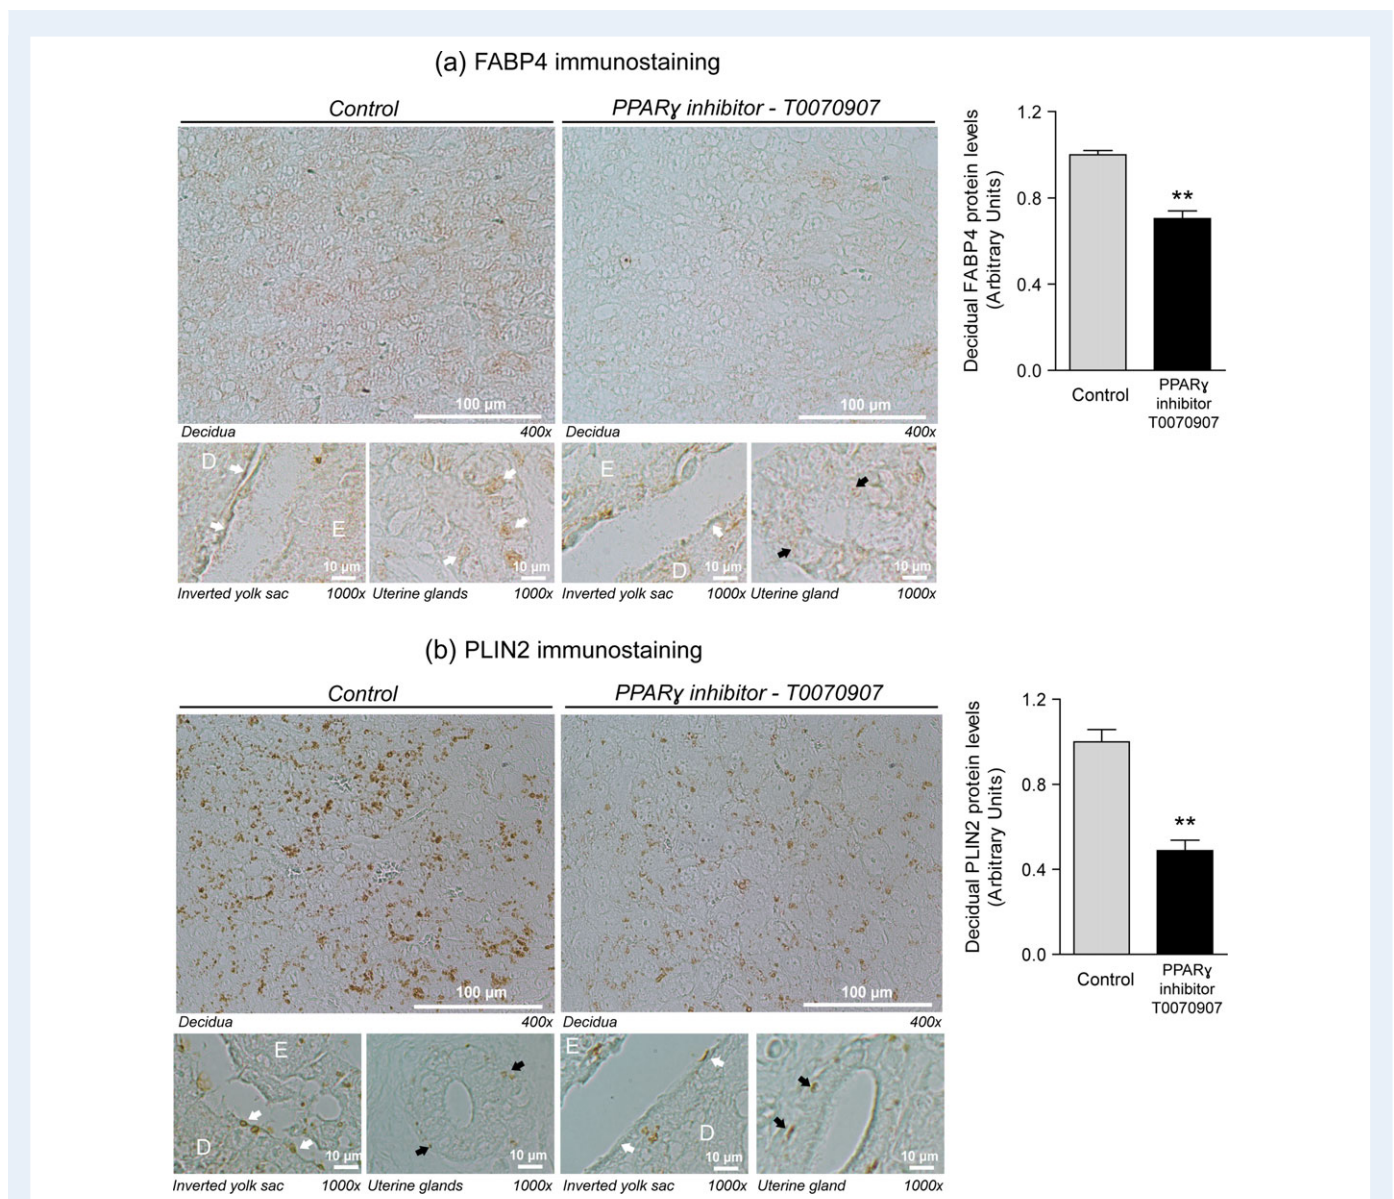 (a) FABP4 immunostaining
Control
PPARɣ inhibitor - T0070907
100 µm
100 µm
Decidua 400x
Decidua 400x
D
E
10 µm
10 µm
E
D
10 µm
10 µm
Inverted yolk sac 1000x
Uterine glands 1000x
Inverted yolk sac 1000x
Uterine gland 1000x
Decidual FABP4 protein levels
(Arbitrary Units)
1.2
0.8
0.4
0.0
**
Control
PPARɣ
inhibitor
T0070907
(b) PLIN2 immunostaining
Control
PPARɣ inhibitor - T0070907
100 µm
100 µm
Decidua 400x
Decidua 400x
E
D
10 µm
10 µm
E
D
10 µm
10 µm
Inverted yolk sac 1000x
Uterine glands 1000x
Inverted yolk sac 1000x
Uterine gland 1000x
Decidual PLIN2 protein levels
(Arbitrary Units)
1.2
0.8
0.4
0.0
**
Control
PPARɣ
inhibitor
T0070907